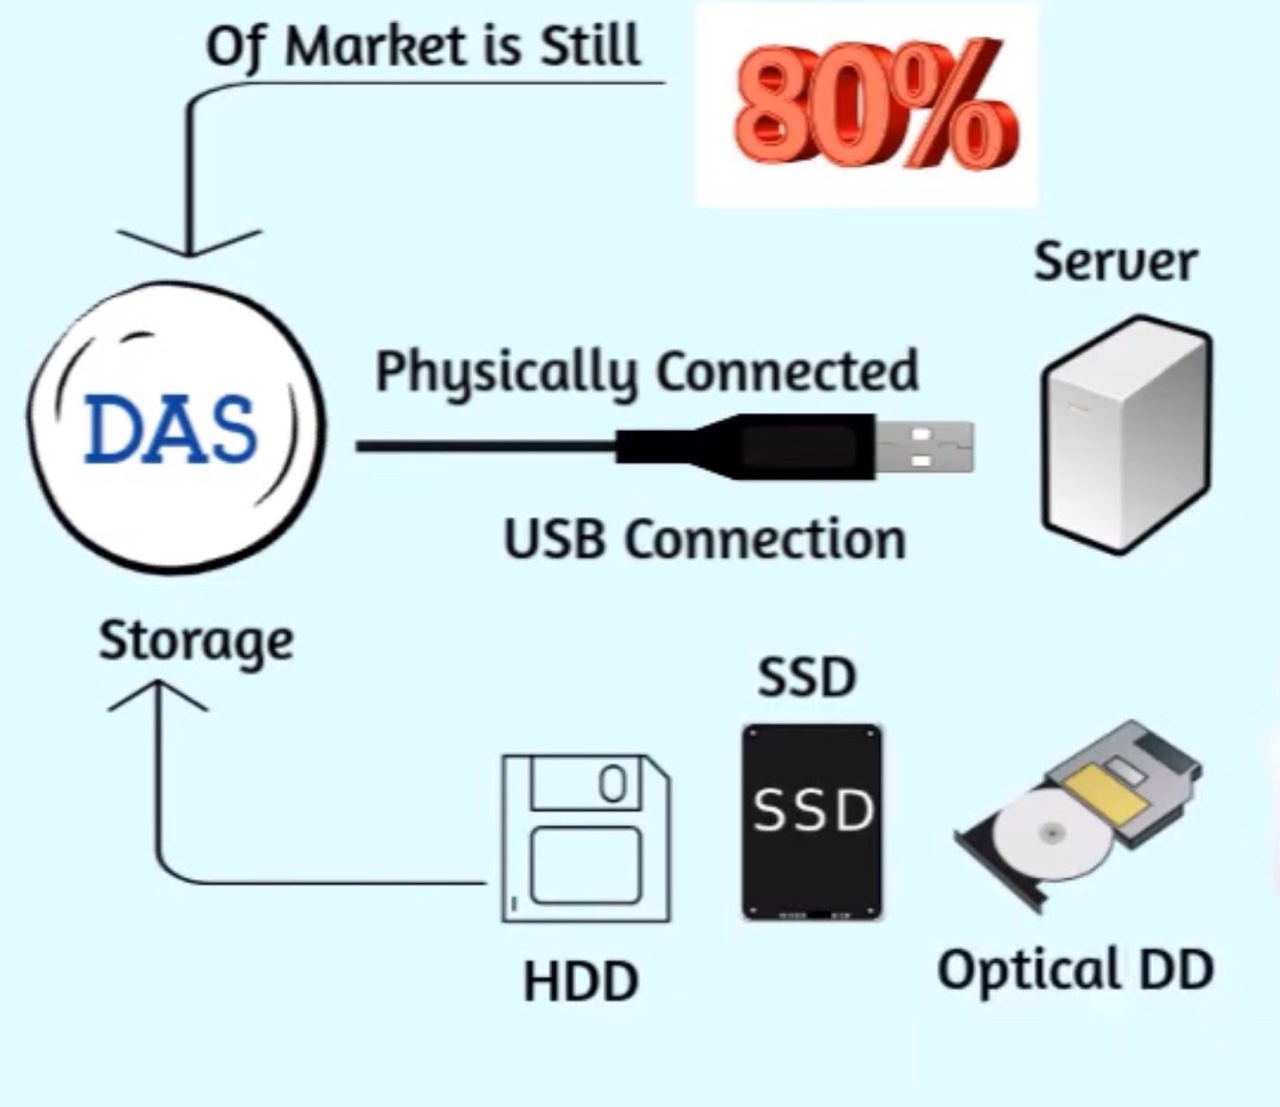 Of Market is Still
80%
Server
DAS
Physically Connected
USB Connection
Storage
SSD
SSD
HDD
Optical DD